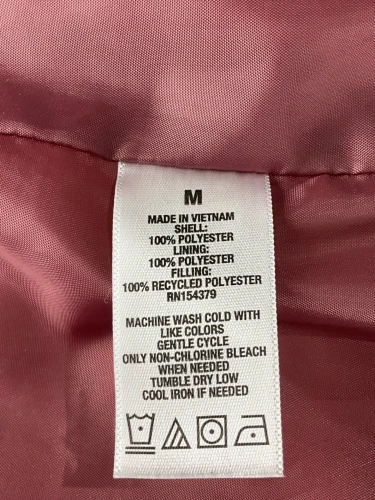 M
MADE IN VIETNAM
SHELL:
100% POLYESTER
LINING:
100% POLYESTER
FILLING:
100% RECYCLED POLYESTER
RN154379
MACHINE WASH COLD WITH
LIKE COLORS
GENTLE CYCLE
ONLY NON-CHLORINE BLEACH
WHEN NEEDED
TUMBLE DRY LOW
COOL IRON IF NEEDED